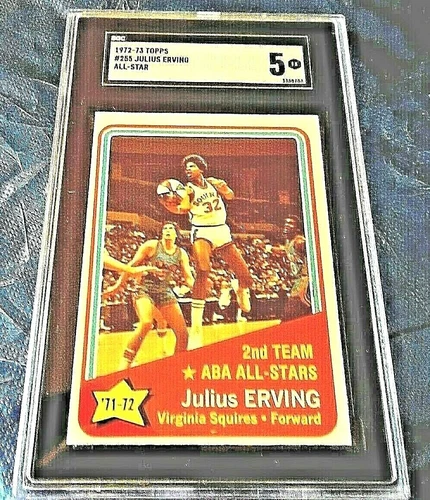 SGC
1972-73 TOPPS
#255 JULIUS ERVING
ALL-STAR
5
32
2nd TEAM
★ ABA ALL-STARS
'71-72
Julius ERVING
Virginia Squires • Forward